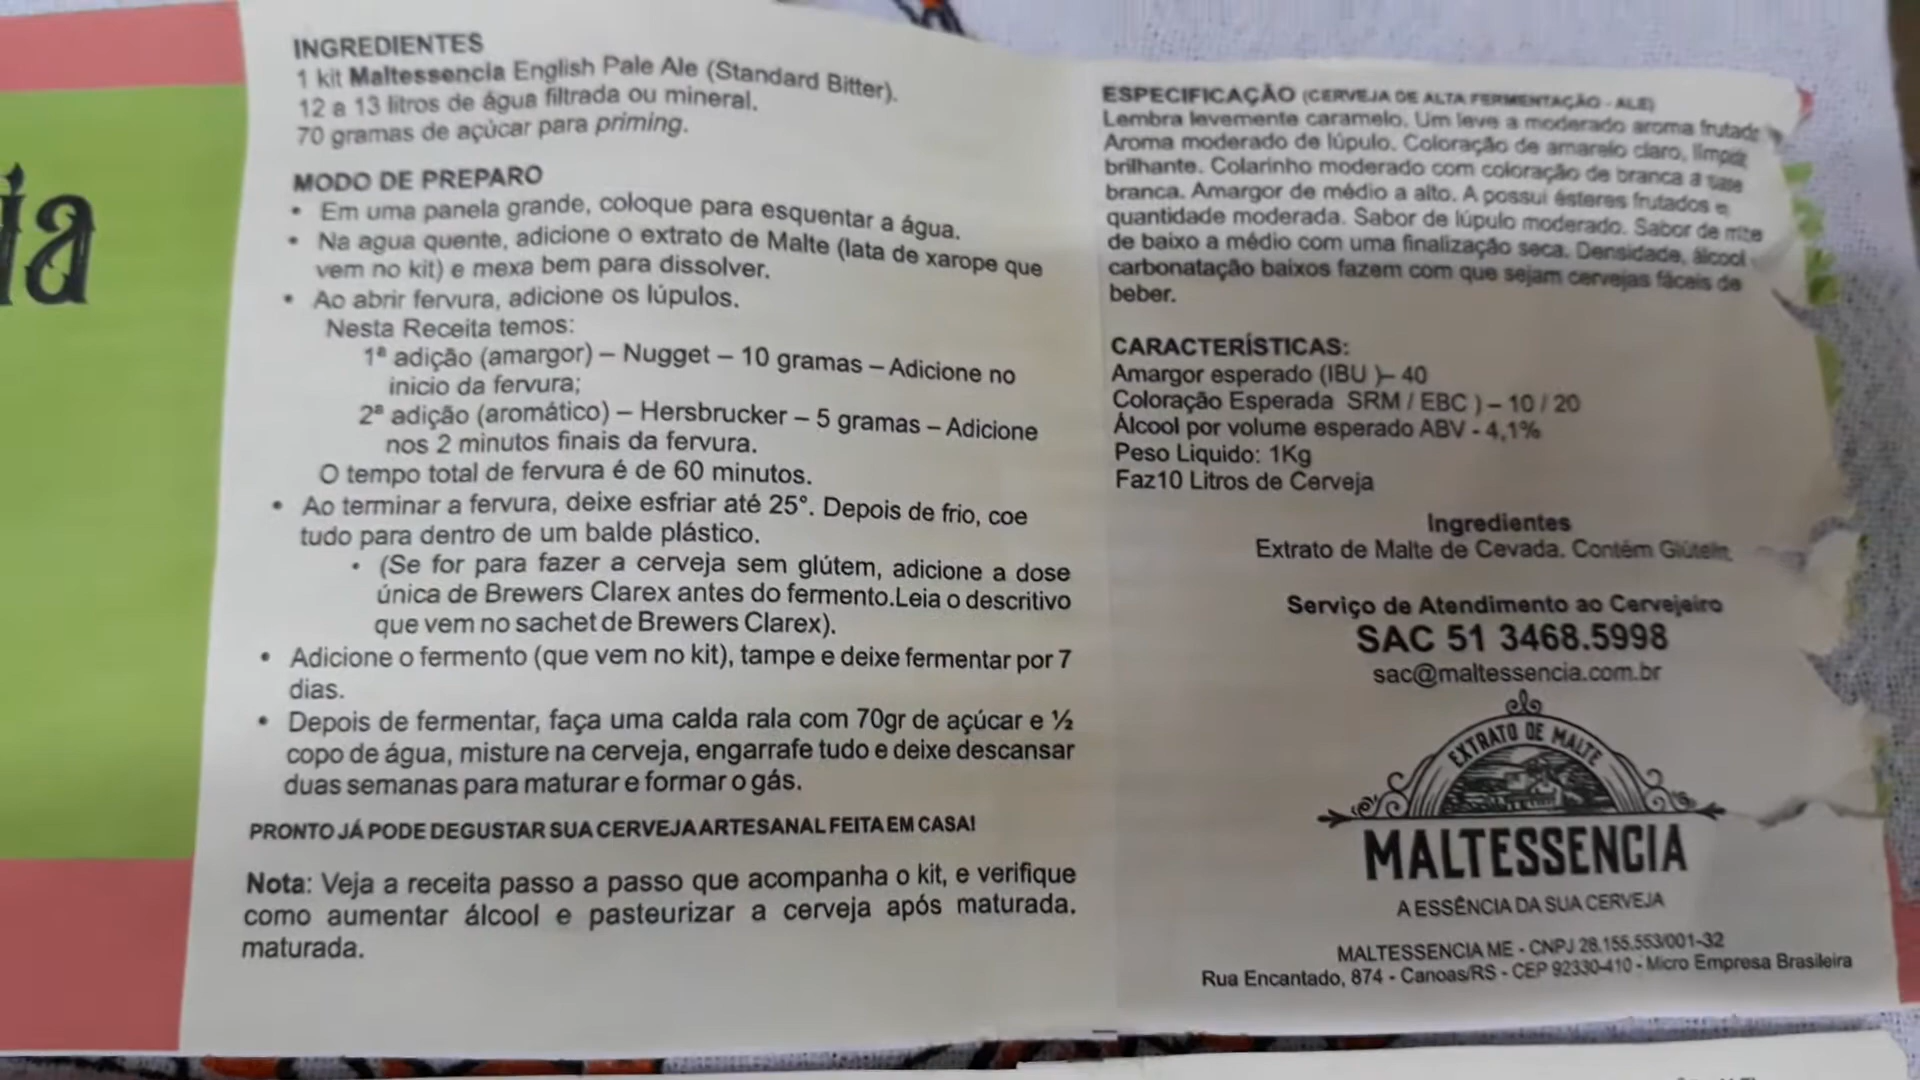 ia
INGREDIENTES
1 kit Maltessencia English Pale Ale (Standard Bitter).
12 a 13 litros de água filtrada ou mineral.
70 gramas de açúcar para priming.
MODO DE PREPARO
• Em uma panela grande, coloque para esquentar a água.
• Na agua quente, adicione o extrato de Malte (lata de xarope que
vem no kit) e mexa bem para dissolver.
• Ao abrir fervura, adicione os lúpulos.
Nesta Receita temos:
1ª adição (amargor) – Nugget – 10 gramas – Adicione no
inicio da fervura;
2ª adição (aromático) – Hersbrucker – 5 gramas – Adicione
nos 2 minutos finais da fervura.
O tempo total de fervura é de 60 minutos.
• Ao terminar a fervura, deixe esfriar até 25°. Depois de frio, coe
tudo para dentro de um balde plástico.
• (Se for para fazer a cerveja sem glútem, adicione a dose
única de Brewers Clarex antes do fermento.Leia o descritivo
que vem no sachet de Brewers Clarex).
• Adicione o fermento (que vem no kit), tampe e deixe fermentar por 7
dias.
• Depois de fermentar, faça uma calda rala com 70gr de açúcar e ½
copo de água, misture na cerveja, engarrafe tudo e deixe descansar
duas semanas para maturar e formar o gás.
PRONTO JÁ PODE DEGUSTAR SUA CERVEJA ARTESANAL FEITA EM CASA!
Nota: Veja a receita passo a passo que acompanha o kit, e verifique
como aumentar álcool e pasteurizar a cerveja após maturada.
maturada.
ESPECIFICAÇÃO (CERVEJA DE ALTA FERMENTAÇÃO - ALE)
Lembra levemente caramelo. Um leve a moderado aroma
Aroma moderado de lúpulo. Coloração de amarelo claro,
brilhante. Colarinho moderado com coloração de branca a
branca. Amargor de médio a alto. A possui ésteres frutados e
quantidade moderada. Sabor de lúpulo moderado. Sabor de
de baixo a médio com uma finalização seca. Densidade, álcool
carbonatação baixos fazem com que sejam cervejas fáceis de
beber.
CARACTERÍSTICAS:
Amargor esperado (IBU )– 40
Coloração Esperada SRM / EBC ) – 10 / 20
Álcool por volume esperado ABV - 4,1%
Peso Liquido: 1Kg
Faz10 Litros de Cerveja
Ingredientes
Extrato de Malte de Cevada. Contém
Serviço de Atendimento ao Cervejeiro
SAC 51 3468.5998
sac@maltessencia.com.br
EXTRATO DE MALTE
MALTESSENCIA
A ESSÊNCIA DA SUA CERVEJA
MALTESSENCIA ME - CNPJ 28.155.553/001-32
Rua Encantado, 874 - Canoas/RS - CEP 92330-410 - Micro Empresa Brasileira